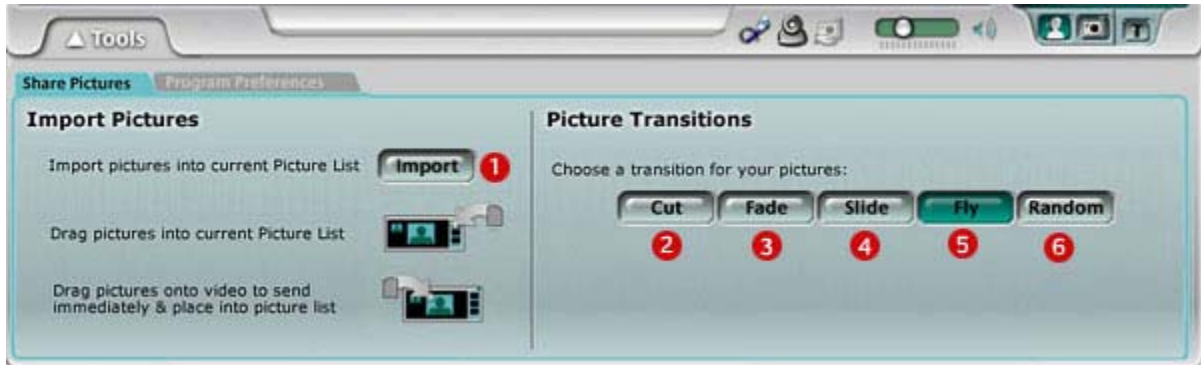 Tools
T
Share Pictures Program Preferences
Import Pictures
Import pictures into current Picture List Import 1
Drag pictures into current Picture List
Drag pictures onto video to send
immediately & place into picture list
Picture Transitions
Choose a transition for your pictures:
Cut Fade Slide Fly Random
2 3 4 5 6